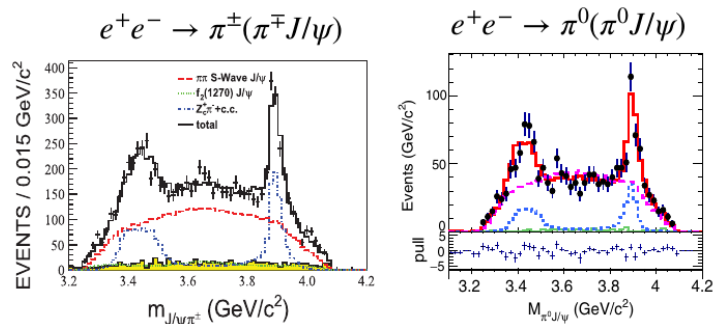 e⁺e⁻ → π±(π∓J/ψ)
EVENTS / 0.015 GeV/c²
400
350
300
250
200
150
100
50
0
ππ S-Wave J/ψ
f₂(1270) J/ψ
Z_c⁺π⁻+c.c.
total
3.2 3.4 3.6 3.8 4.0 4.2
m_J/ψπ± (GeV/c²)
e⁺e⁻ → π⁰(π⁰J/ψ)
Events (GeV/c²)
100
50
0
pull
5
0
-5
3.2 3.4 3.6 3.8 4 4.2
M_π⁰J/ψ (GeV/c²)